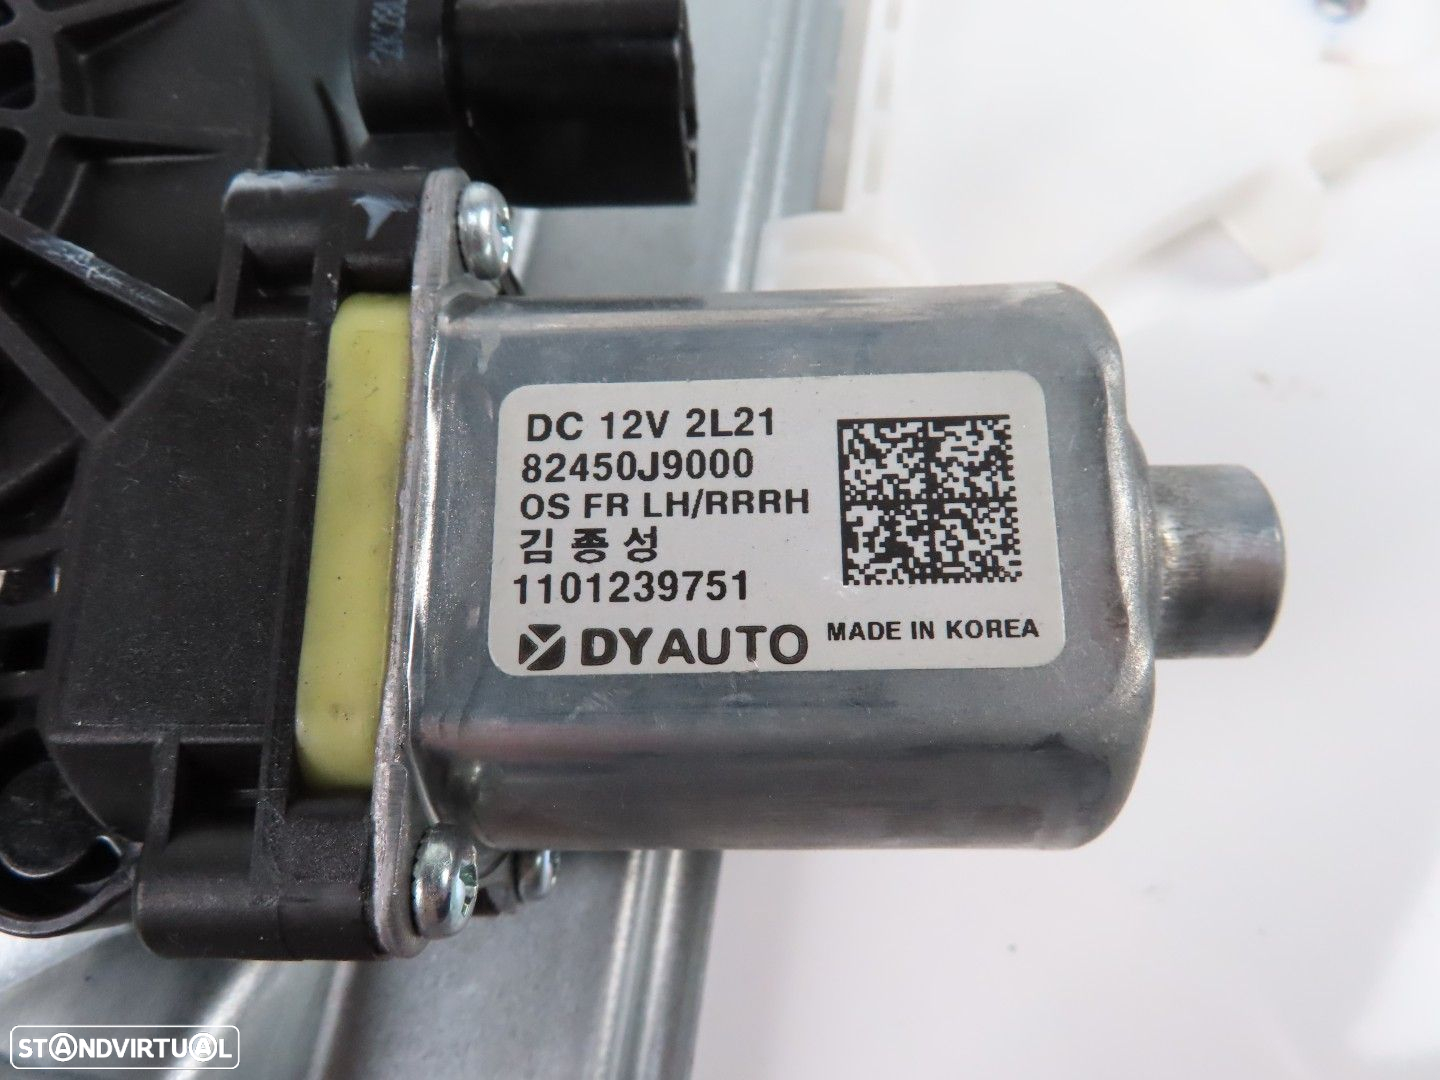 DC 12V 2L21
82450J9000
OS FR LH/RRRH
김종성
1101239751
DYAUTO
MADE IN KOREA
STANDVIRTUAL